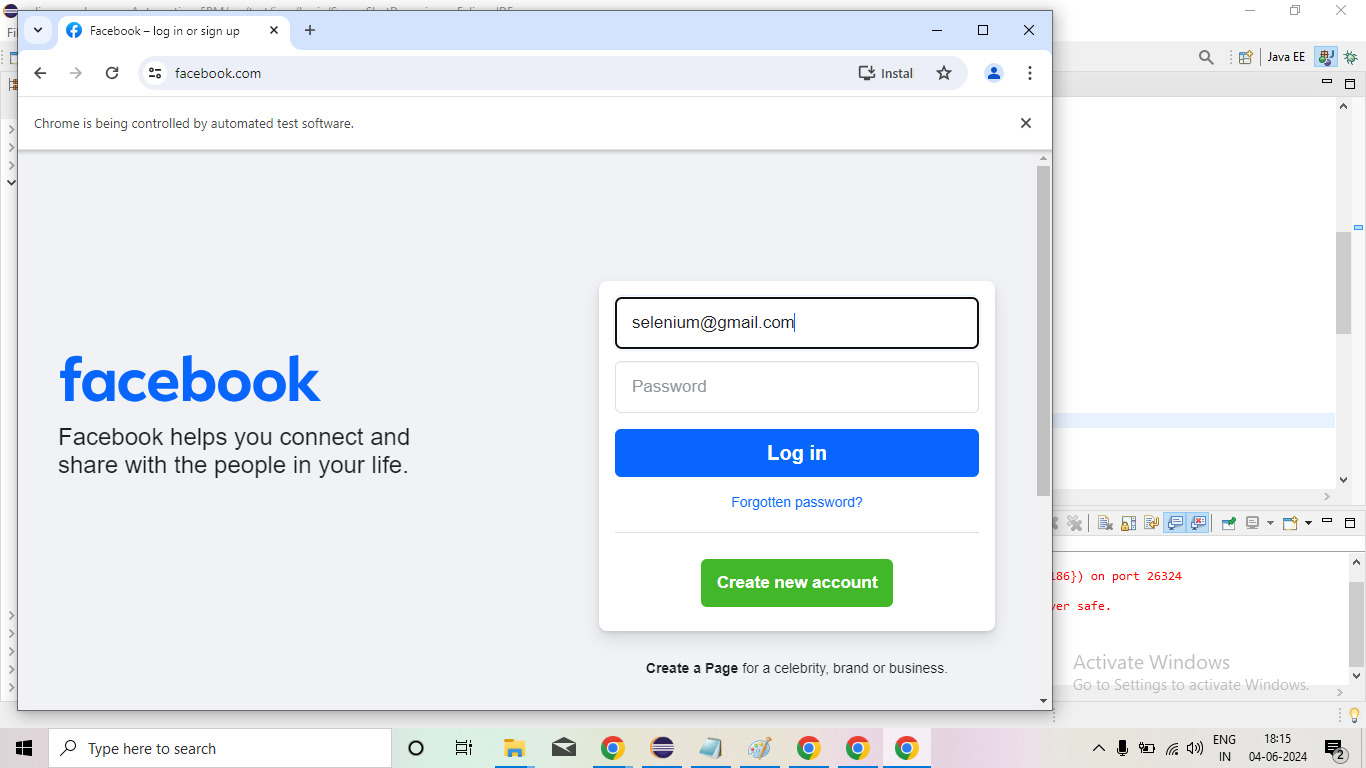 Facebook – log in or sign up
facebook.com
Instal
Java EE
Chrome is being controlled by automated test software.
selenium@gmail.com
Password
facebook
Facebook helps you connect and
share with the people in your life.
Log in
Forgotten password?
Create new account
Create a Page for a celebrity, brand or business.
186}) on port 26324
ver safe.
Activate Windows
Go to Settings to activate Windows.
Type here to search
ENG
IN
18:15
04-06-2024
2